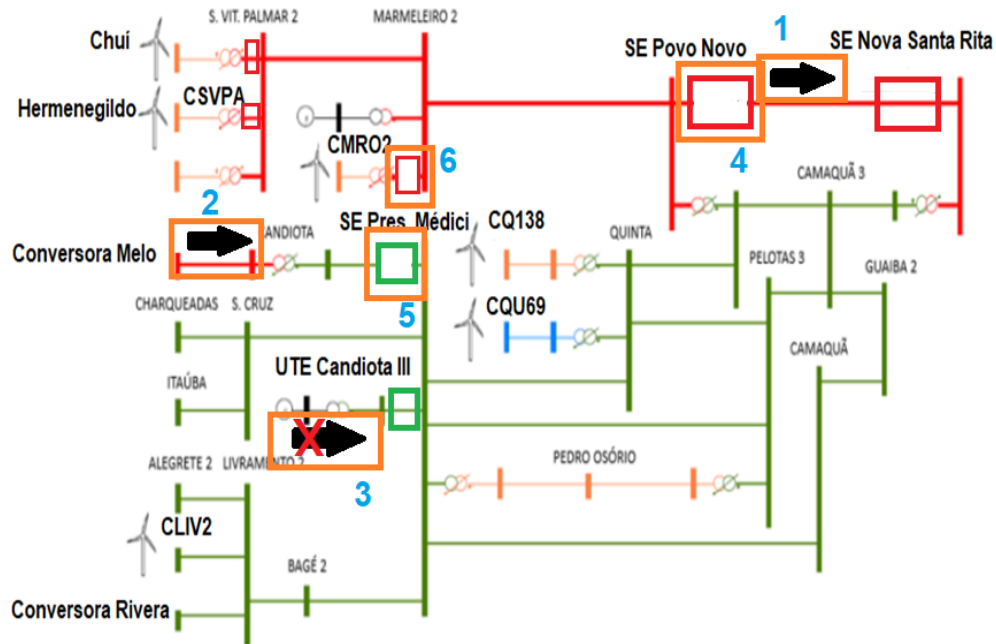 S. VIT. PALMAR 2
MARMELEIRO 2
1
Chuí
SE Povo Novo
SE Nova Santa Rita
Hermenegildo
CSVPA
CMRO2
6
4
CAMAQUÃ 3
2
SE Pres. Médici
CQ138
QUINTA
ANDIOTA
Conversora Melo
PELOTAS 3
GUAIBA 2
CHARQUEADAS
S. CRUZ
5
CQU69
CAMAQUÃ
UTE Candiota III
ITAÚBA
X
ALEGRETE 2
LIVRAMENTO 2
PEDRO OSÓRIO
3
CLIV2
BAGÉ 2
Conversora Rivera